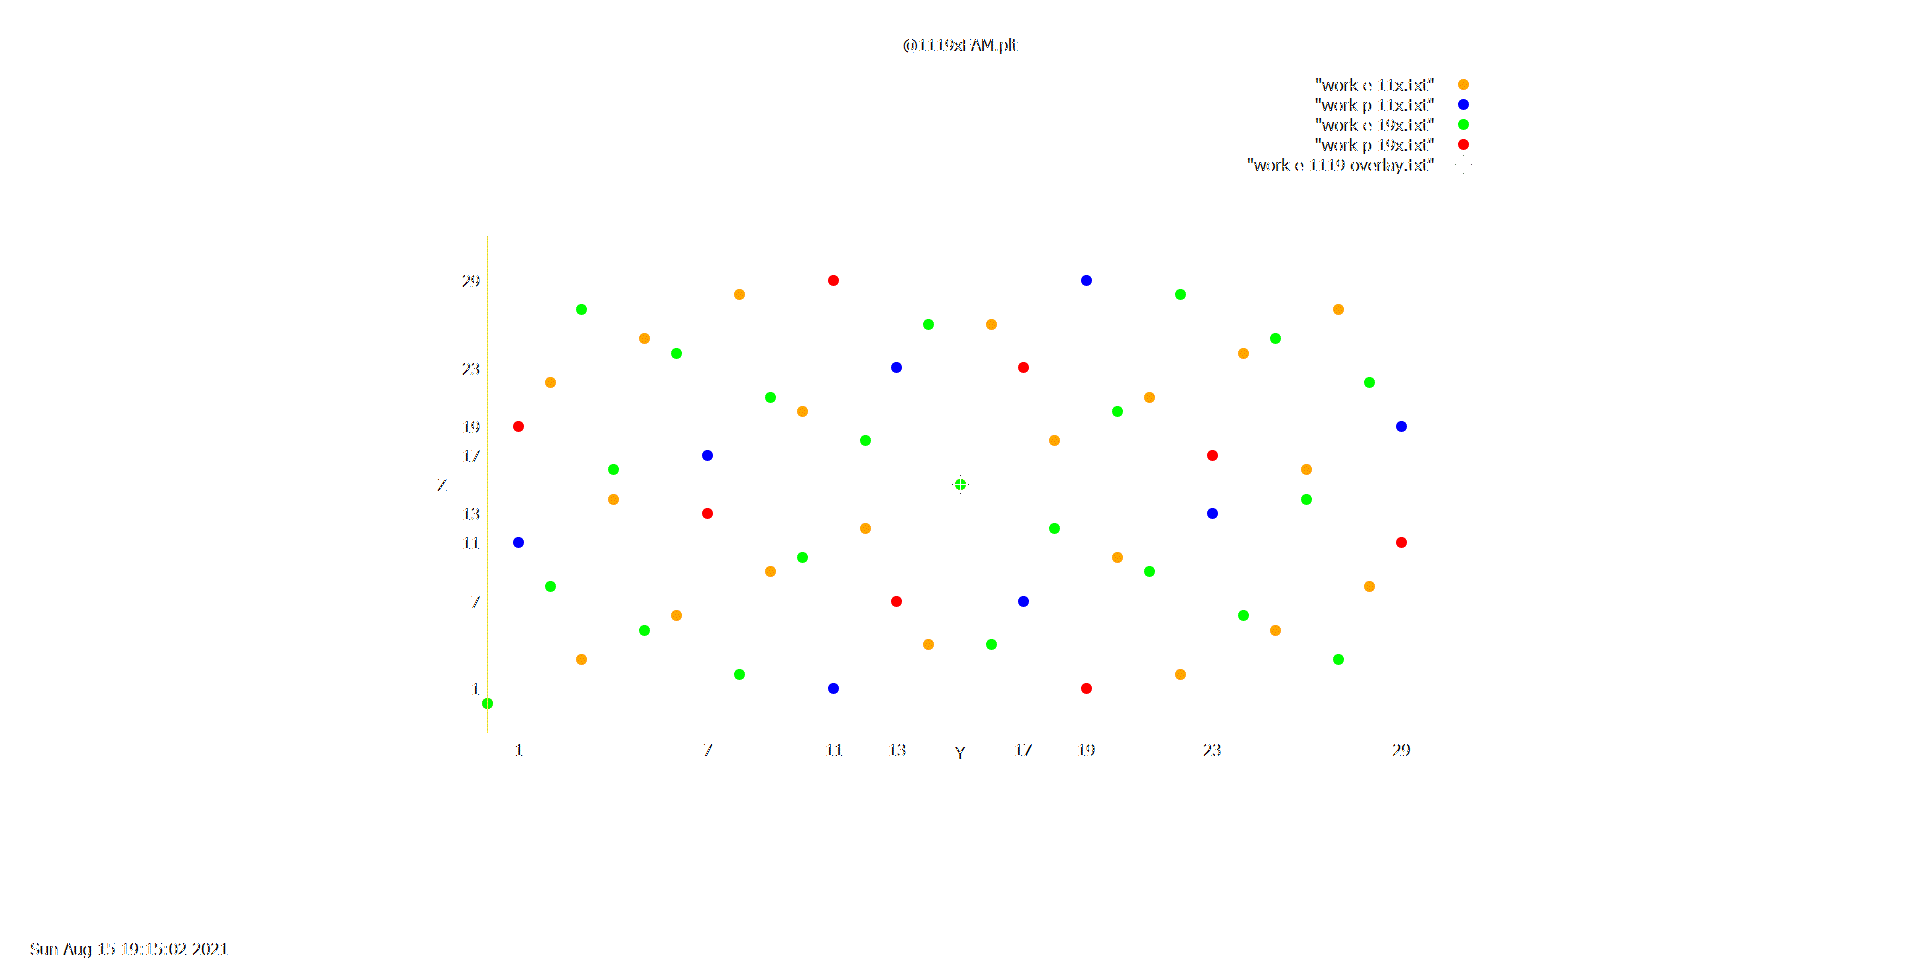 @1119xFAM.plt
"work e 11x.txt"
"work p 11x.txt"
"work e 19x.txt"
"work p 19x.txt"
"work e 1119 overlay.txt"
29
23
19
17
Z
13
11
7
1
1 7 11 13 Y 17 19 23 29
Sun Aug 15 19:15:02 2021